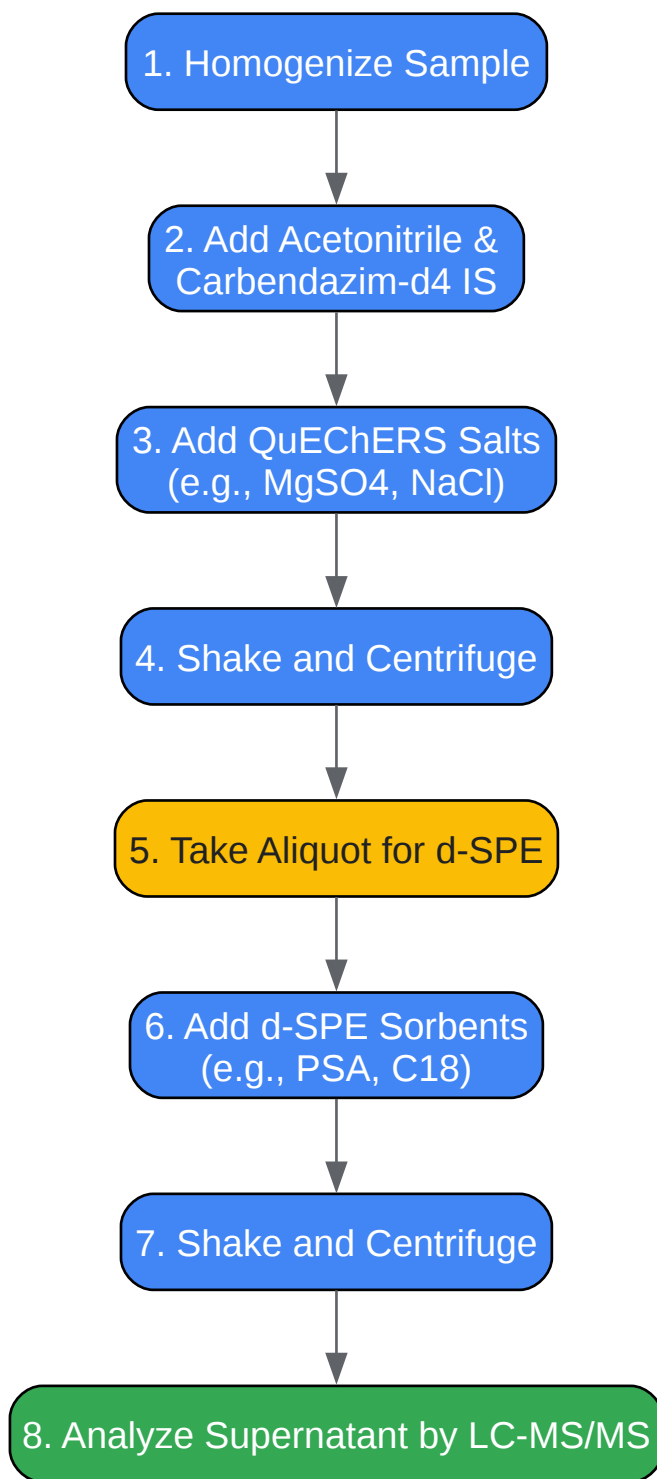 1. Homogenize Sample
2. Add Acetonitrile &
Carbendazim-d4 IS
3. Add QuEChERS Salts
(e.g., MgSO4, NaCl)
4. Shake and Centrifuge
5. Take Aliquot for d-SPE
6. Add d-SPE Sorbents
(e.g., PSA, C18)
7. Shake and Centrifuge
8. Analyze Supernatant by LC-MS/MS